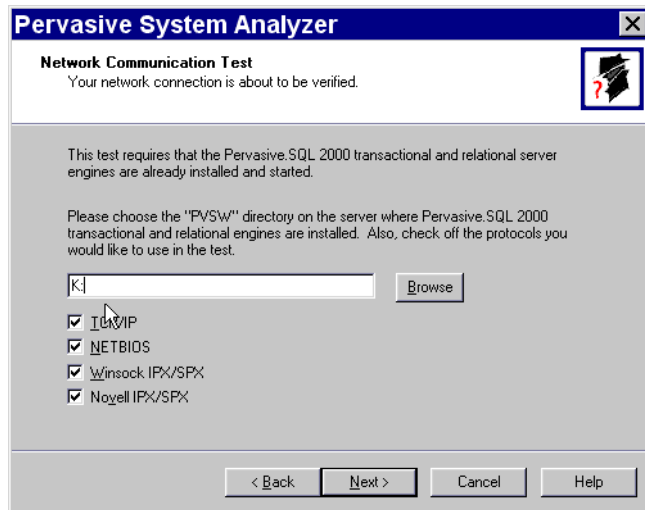 Pervasive System Analyzer
Network Communication Test
Your network connection is about to be verified.
?
This test requires that the Pervasive.SQL 2000 transactional and relational server
engines are already installed and started.
Please choose the "PVSW" directory on the server where Pervasive.SQL 2000
transactional and relational engines are installed. Also, check off the protocols you
would like to use in the test.
K:
Browse
TCP/IP
NETBIOS
Winsock IPX/SPX
Novell IPX/SPX
< Back
Next >
Cancel
Help